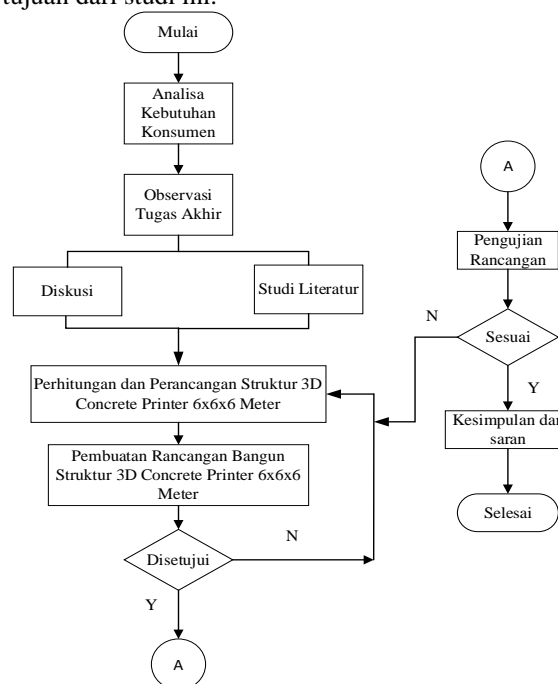 tujuan dari studi ini.
Mulai
Analisa
Kebutuhan
Konsumen
Observasi
Tugas Akhir
Diskusi
Studi Literatur
Perhitungan dan Perancangan Struktur 3D
Concrete Printer 6x6x6 Meter
Pembuatan Rancangan Bangun
Struktur 3D Concrete Printer 6x6x6
Meter
Disetujui
N
Y
A
A
Pengujian
Rancangan
Sesuai
N
Y
Kesimpulan dan
saran
Selesai